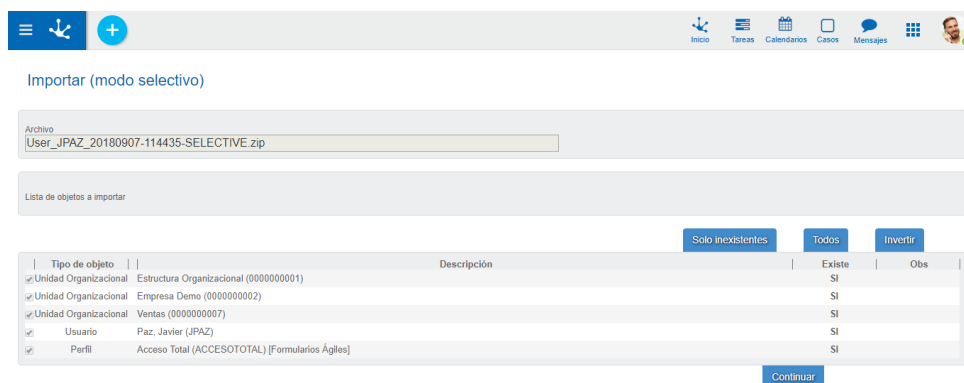 Inicio Tareas Calendarios Casos Mensajes
Importar (modo selectivo)
Archivo
User_JPAZ_20180907-114435-SELECTIVE.zip
Lista de objetos a importar
Solo inexistentes Todos Invertir
Tipo de objeto Descripción Existe Obs
Unidad Organizacional Estructura Organizacional (0000000001) SI
Unidad Organizacional Empresa Demo (0000000002) SI
Unidad Organizacional Ventas (0000000007) SI
Usuario Paz, Javier (JPAZ) SI
Perfil Acceso Total (ACCESOTOTAL) [Formularios Ágiles] SI
Continuar